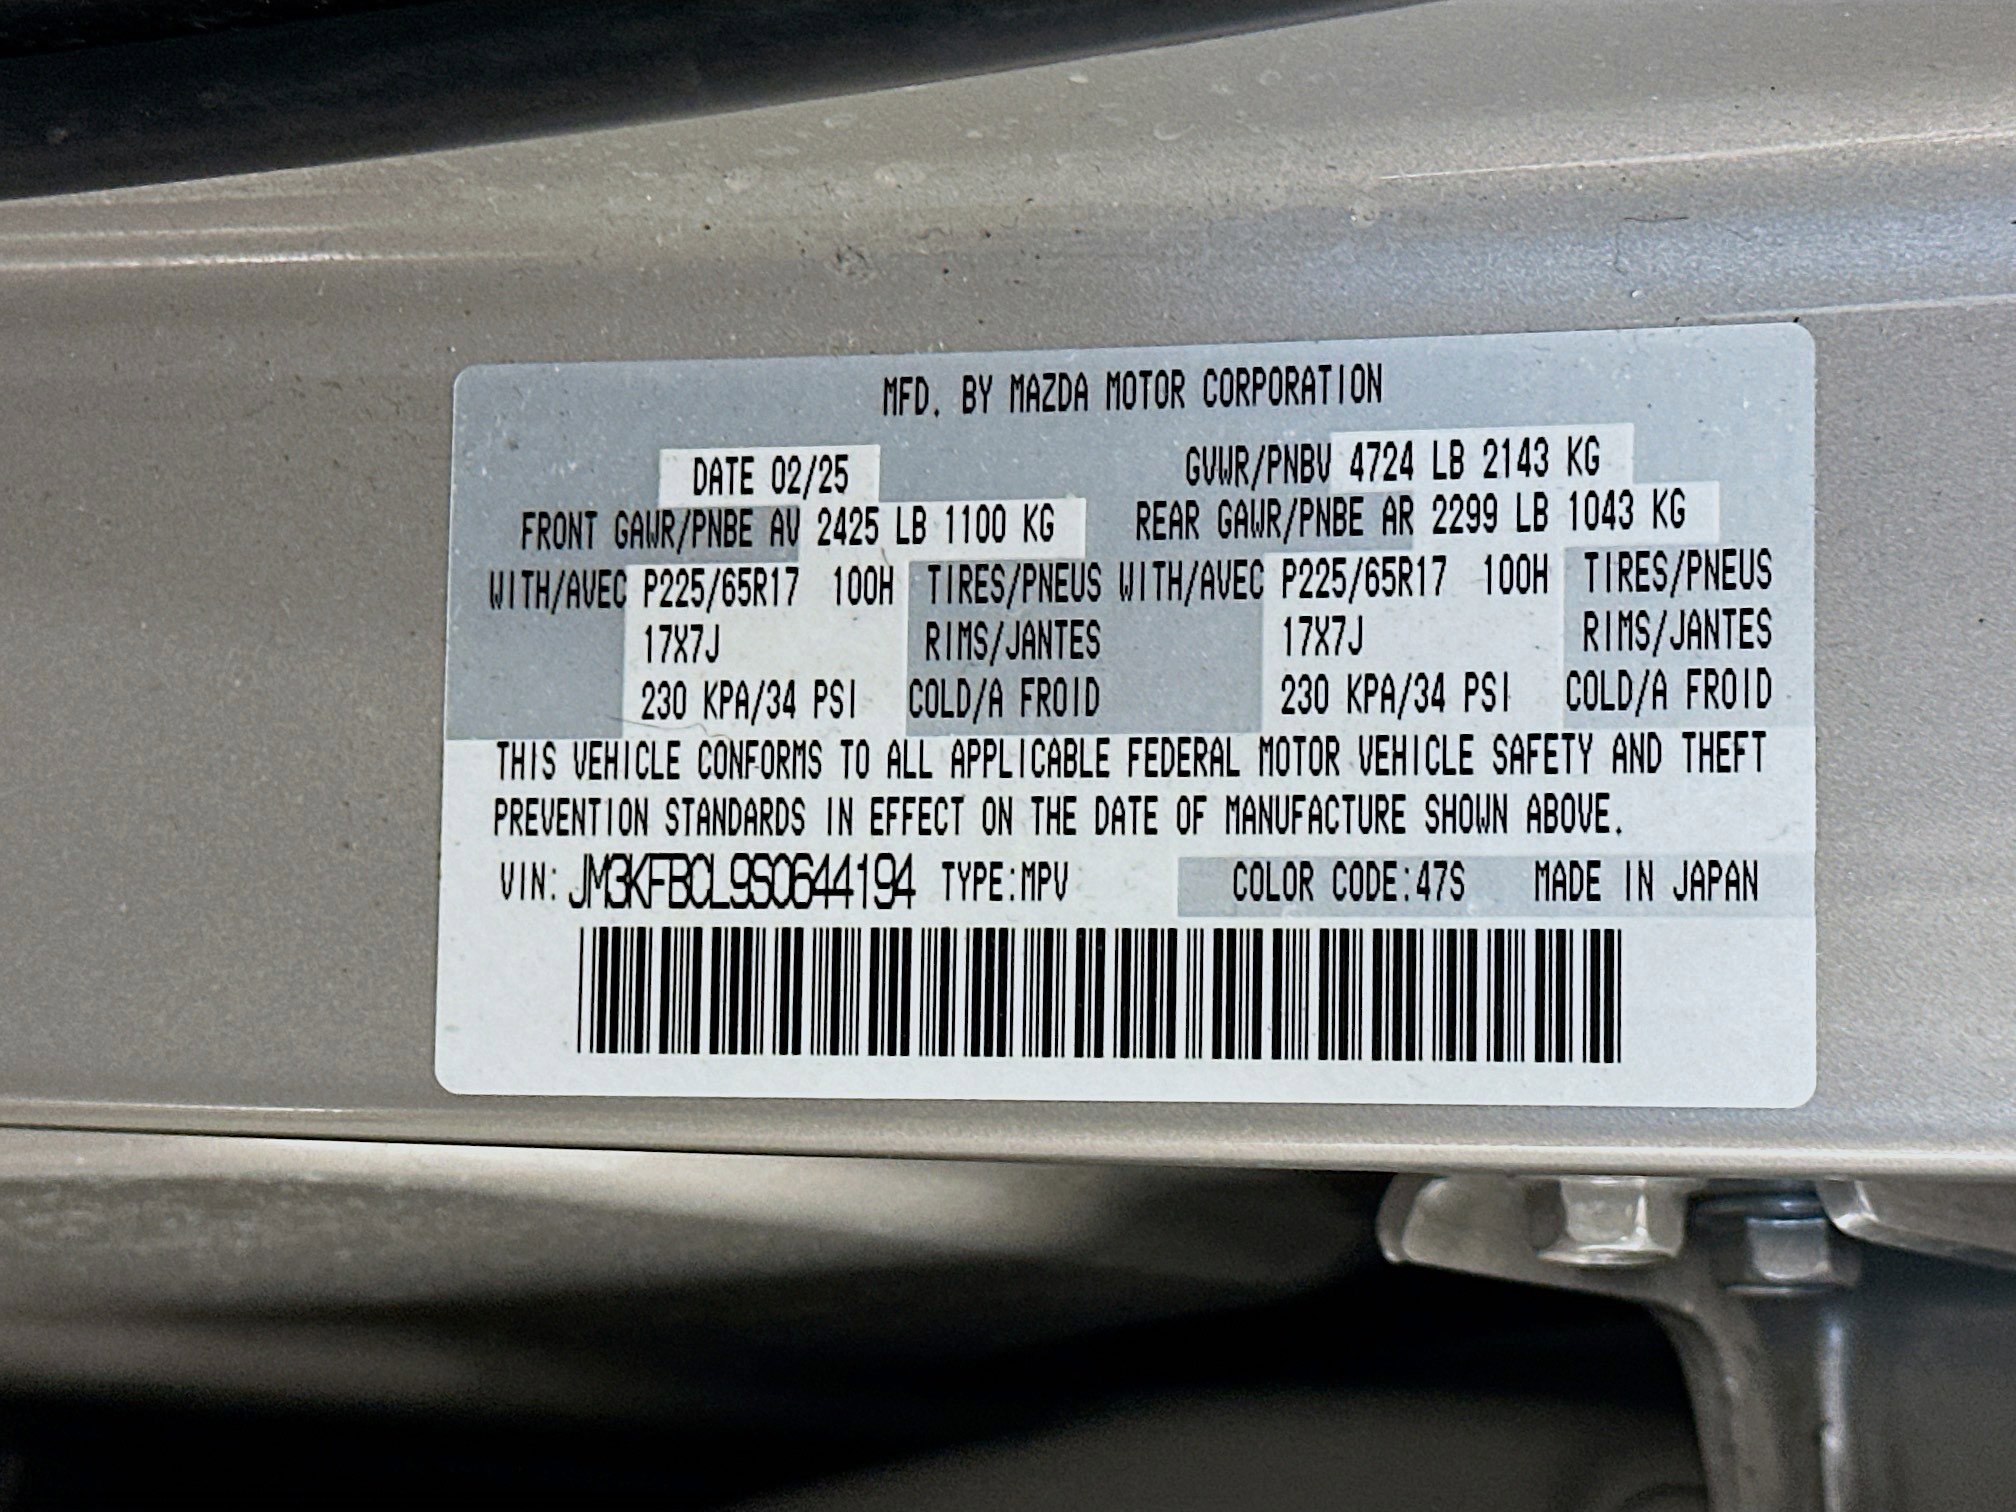 MFD. BY MAZDA MOTOR CORPORATION
DATE 02/25 GVWR/PNBV 4724 LB 2143 KG
FRONT GAWR/PNBE AV 2425 LB 1100 KG REAR GAWR/PNBE AR 2299 LB 1043 KG
WITH/AVEC P225/65R17 100H TIRES/PNEUS WITH/AVEC P225/65R17 100H TIRES/PNEUS
17X7J RIMS/JANTES 17X7J RIMS/JANTES
230 KPA/34 PSI COLD/A FROID 230 KPA/34 PSI COLD/A FROID
THIS VEHICLE CONFORMS TO ALL APPLICABLE FEDERAL MOTOR VEHICLE SAFETY AND THEFT
PREVENTION STANDARDS IN EFFECT ON THE DATE OF MANUFACTURE SHOWN ABOVE.
VIN: JM3KFBCL9S0644194 TYPE:MPV COLOR CODE:47S MADE IN JAPAN